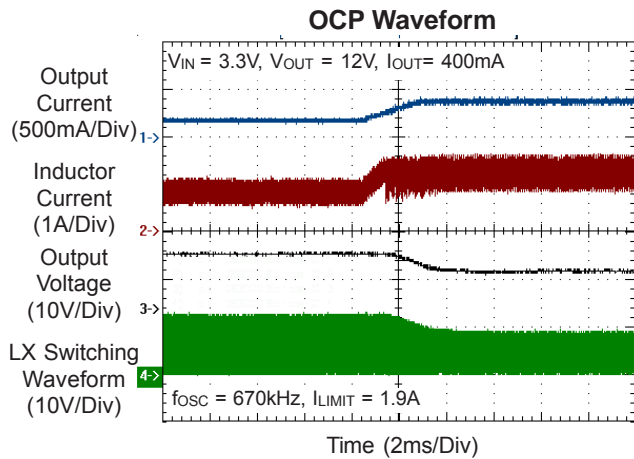 OCP Waveform
VIN = 3.3V, VOUT = 12V, IOUT= 400mA
Output
Current
(500mA/Div)
1->
Inductor
Current
(1A/Div)
2->
Output
Voltage
(10V/Div)
3->
LX Switching
Waveform
(10V/Div)
4->
fOSC = 670kHz, ILIMIT = 1.9A
Time (2ms/Div)